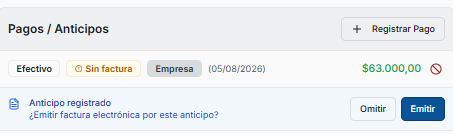 Pagos / Anticipos
+ Registrar Pago
Efectivo Sin factura Empresa (05/08/2026) $63.000,00
Anticipo registrado
¿Emitir factura electrónica por este anticipo?
Omitir Emitir